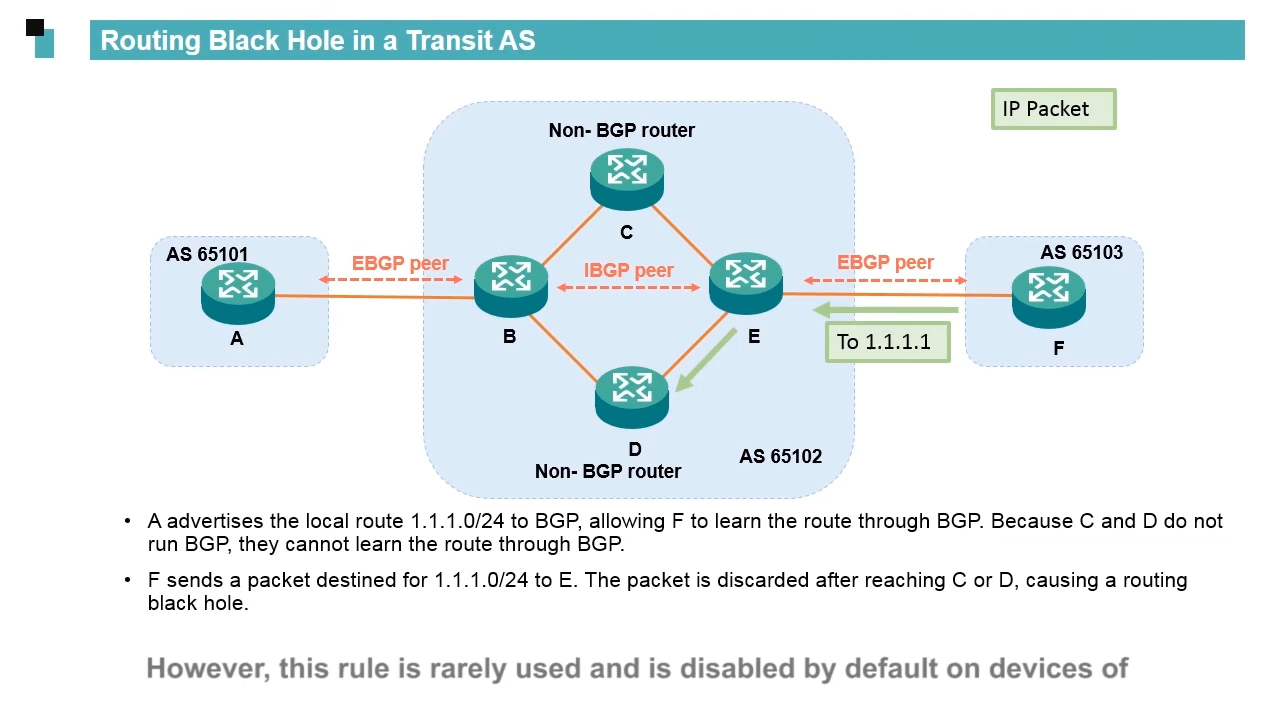 Routing Black Hole in a Transit AS
IP Packet
Non- BGP router
C
AS 65101
EBGP peer
IBGP peer
EBGP peer
AS 65103
A
B
E
To 1.1.1.1
F
D
Non- BGP router
AS 65102
• A advertises the local route 1.1.1.0/24 to BGP, allowing F to learn the route through BGP. Because C and D do not
run BGP, they cannot learn the route through BGP.
• F sends a packet destined for 1.1.1.0/24 to E. The packet is discarded after reaching C or D, causing a routing
black hole.
However, this rule is rarely used and is disabled by default on devices of